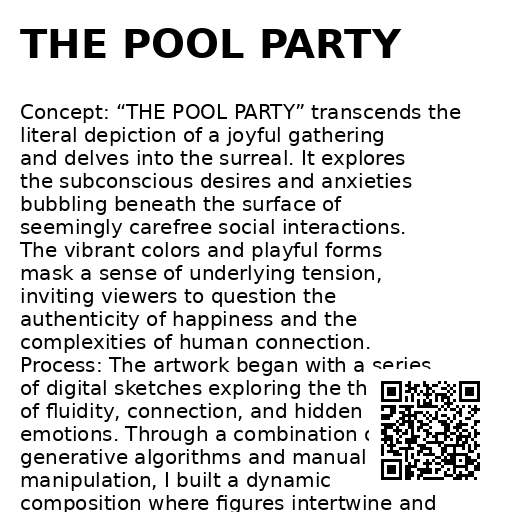 THE POOL PARTY
Concept: “THE POOL PARTY” transcends the
literal depiction of a joyful gathering
and delves into the surreal. It explores
the subconscious desires and anxieties
bubbling beneath the surface of
seemingly carefree social interactions.
The vibrant colors and playful forms
mask a sense of underlying tension,
inviting viewers to question the
authenticity of happiness and the
complexities of human connection.
Process: The artwork began with a series
of digital sketches exploring the
of fluidity, connection, and hidden
emotions. Through a combination
generative algorithms and manual
manipulation, I built a dynamic
composition where figures intertwine and